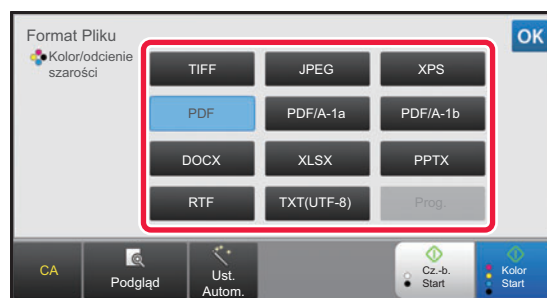 Format Pliku
OK
Kolor/odcienie
szarości
TIFF JPEG XPS
PDF PDF/A-1a PDF/A-1b
DOCX XLSX PPTX
RTF TXT(UTF-8) Prog.
CA
Podgląd
Ust.
Autom.
Cz.-b.
Start
Kolor
Start